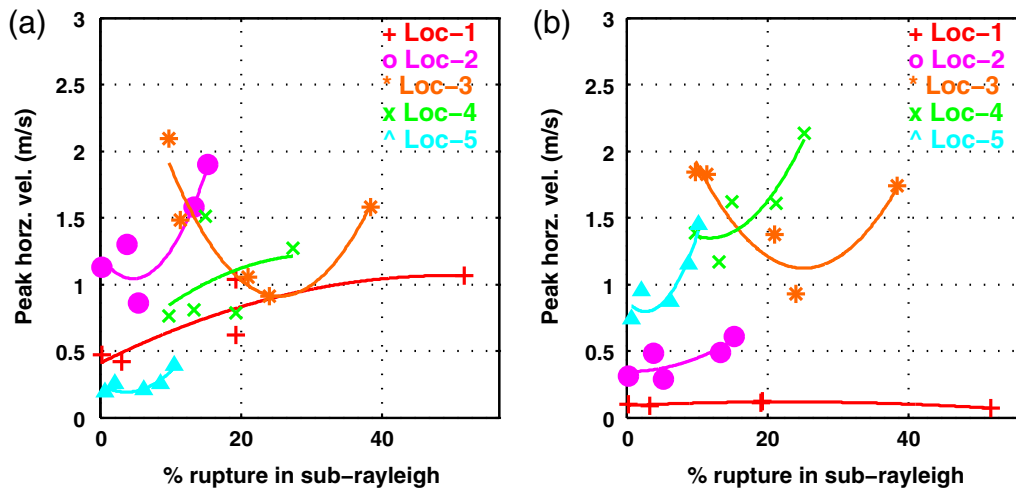 (a)
3
2.5
2
1.5
1
0.5
0
0
20
40
Peak horz. vel. (m/s)
% rupture in sub-rayleigh
+ Loc-1
o Loc-2
* Loc-3
x Loc-4
^ Loc-5
(b)
3
2.5
2
1.5
1
0.5
0
0
20
40
Peak horz. vel. (m/s)
% rupture in sub-rayleigh
+ Loc-1
o Loc-2
* Loc-3
x Loc-4
^ Loc-5